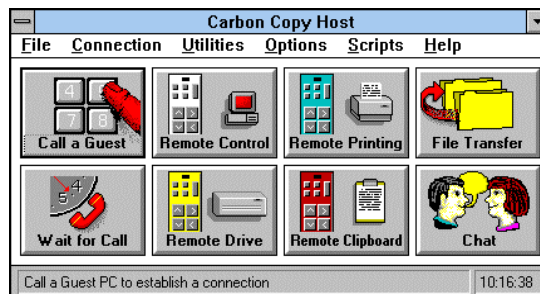 Carbon Copy Host
File Connection Utilities Options Scripts Help
4 5
7 8
Call a Guest Remote Control Remote Printing File Transfer
5 4
Wait for Call Remote Drive Remote Clipboard Chat
Call a Guest PC to establish a connection 10:16:38